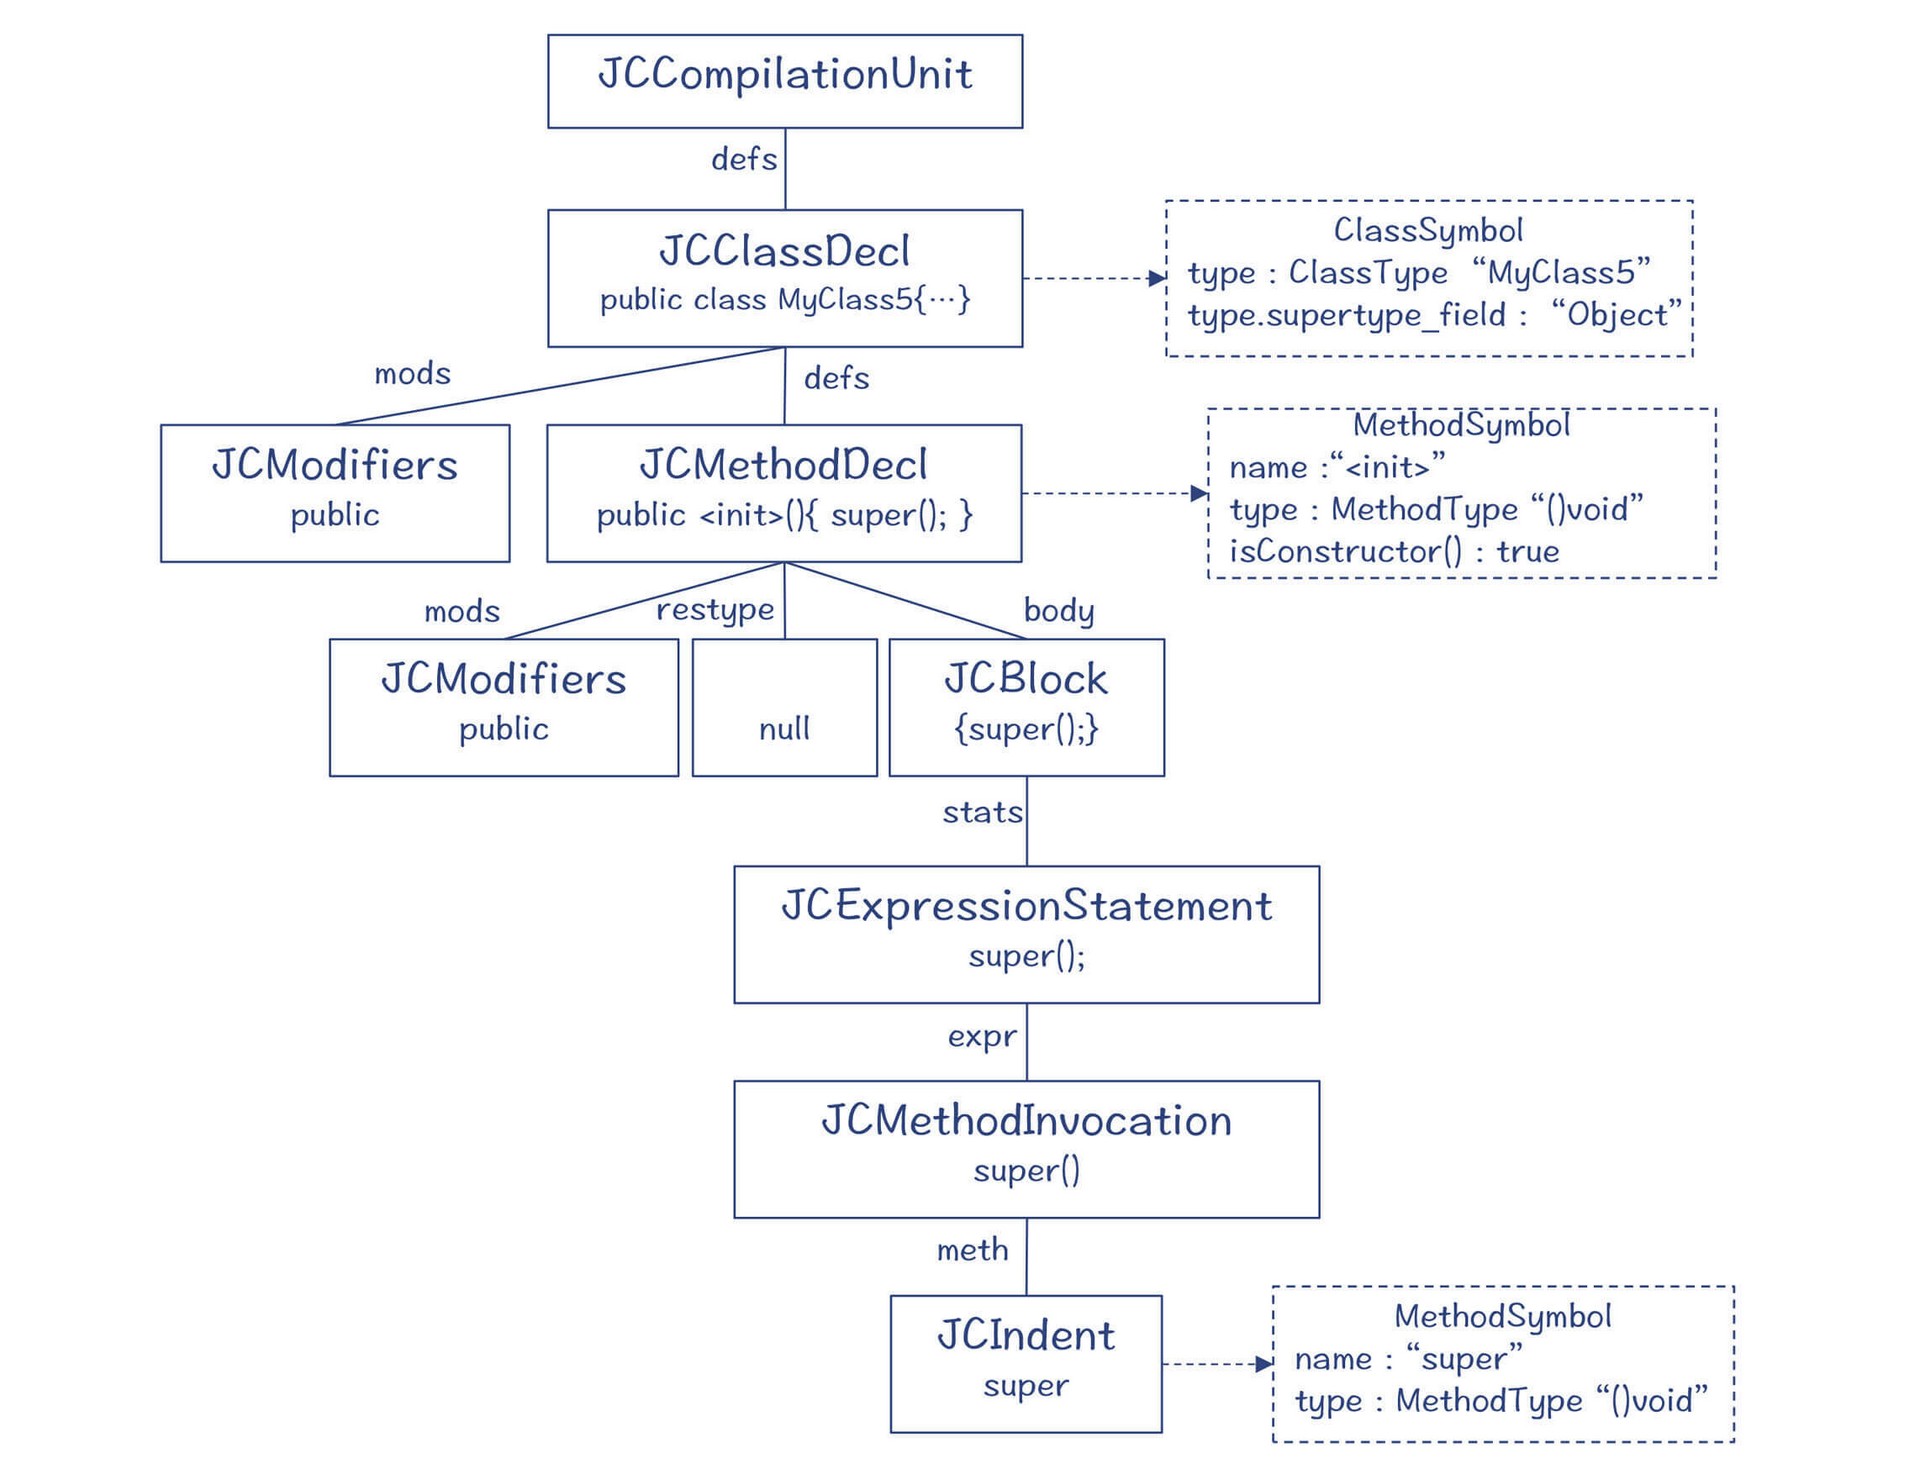 JCCompilationUnit
defs
JCClassDecl
public class MyClass5{…}
ClassSymbol
type : ClassType “MyClass5”
type.supertype_field : “Object”
mods
defs
JCModifiers
public
JCMethodDecl
public <init>(){ super(); }
MethodSymbol
name :“<init>”
type : MethodType “()void”
isConstructor() : true
mods
restype
body
JCModifiers
public
null
JCBlock
{super();}
stats
JCExpressionStatement
super();
expr
JCMethodInvocation
super()
meth
JCIndent
super
MethodSymbol
name : “super”
type : MethodType “()void”